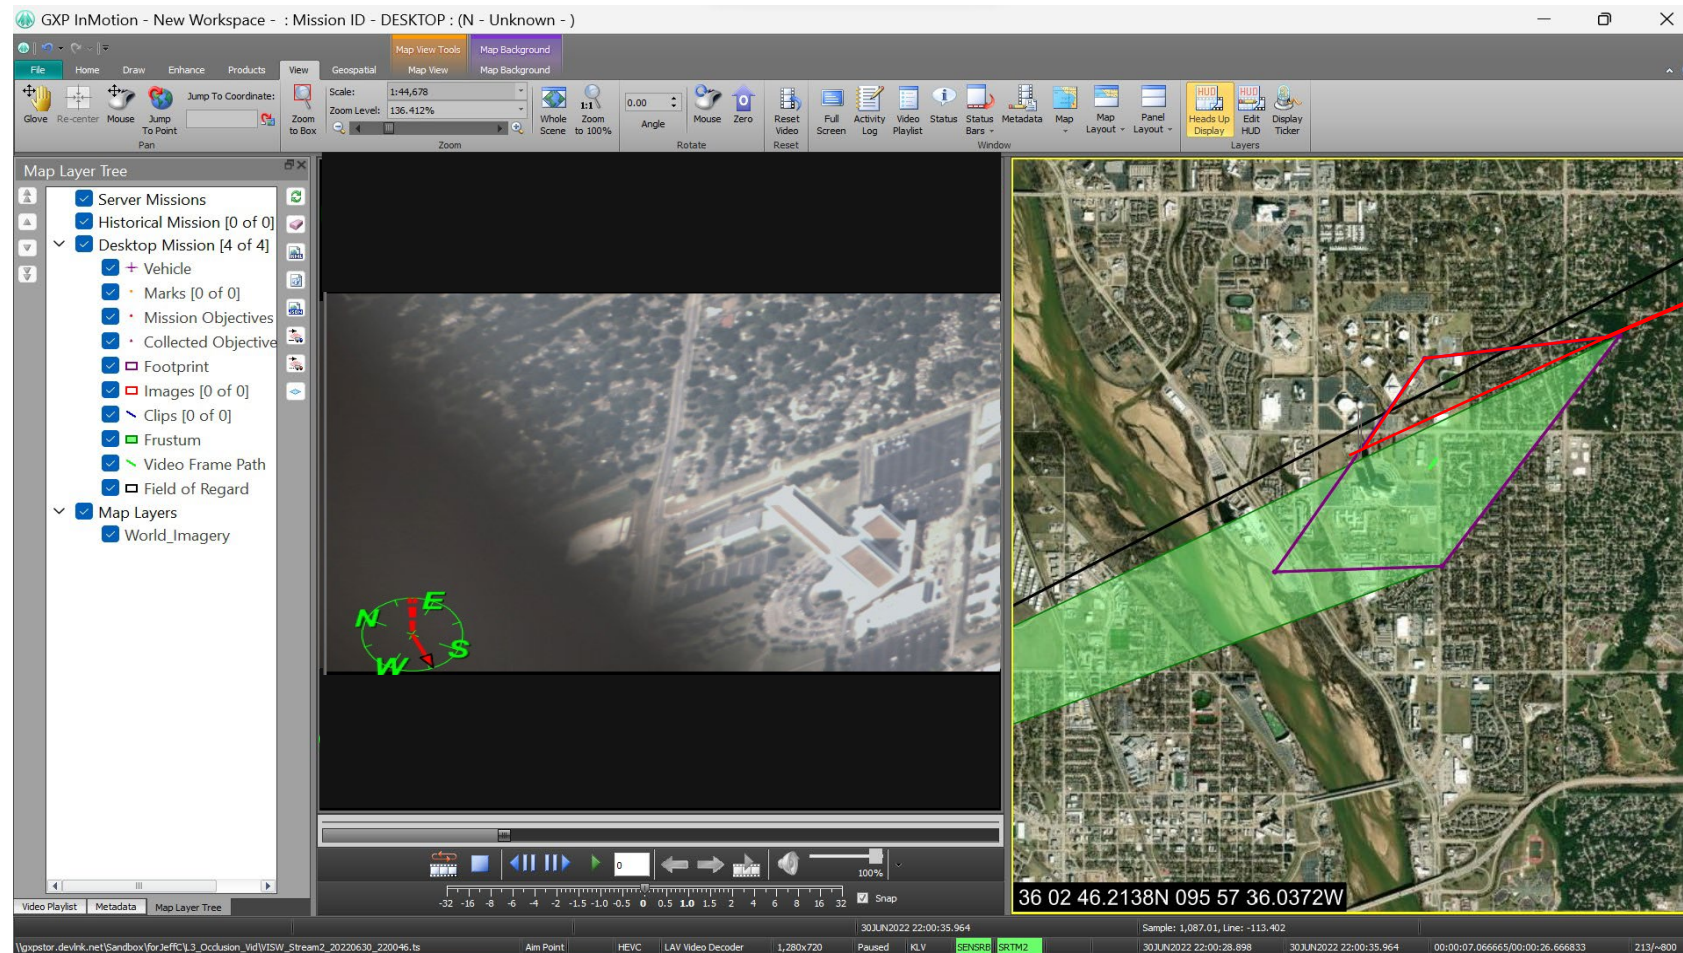 GXP InMotion - New Workspace - : Mission ID - DESKTOP : (N - Unknown - )
Map View Tools
Map Background
File
Home
Draw
Enhance
Products
View
Geospatial
Map View
Map Background
Glove
Re-center
Mouse
Jump
To Point
Jump To Coordinate:
Pan
Zoom
to Box
Scale:
1:44,678
Zoom Level:
136.412%
Whole
Scene
1:1
Zoom
to 100%
Zoom
0.00
Angle
Mouse
Zero
Rotate
Reset
Video
Reset
Full
Screen
Activity
Log
Video
Playlist
Status
Status
Bars
Metadata
Map
Map
Layout
Panel
Layout
Window
HUD
Heads Up
Display
HUD
Edit
HUD
Display
Ticker
Layers
Map Layer Tree
Server Missions
Historical Mission [0 of 0]
Desktop Mission [4 of 4]
Vehicle
Marks [0 of 0]
Mission Objectives
Collected Objective
Footprint
Images [0 of 0]
Clips [0 of 0]
Frustum
Video Frame Path
Field of Regard
Map Layers
World_Imagery
Video Playlist
Metadata
Map Layer Tree
N
E
S
W
0
100%
-32 -16 -8 -6 -4 -2 -1.5 -1.0 -0.5 0 0.5 1.0 1.5 2 4 6 8 16 32
Snap
36 02 46.2138N 095 57 36.0372W
30JUN2022 22:00:35.964
Sample: 1,087.01, Line: -113.402
\\gxpstor.devlnk.net\Sandbox\forJeffC\L3_Occlusion_Vid\VISW_Stream2_20220630_220046.ts
Aim Point
HEVC
LAV Video Decoder
1,280x720
Paused
KLV
SENSRB
SRTM2
30JUN2022 22:00:28.898
30JUN2022 22:00:35.964
00:00:07.066665/00:00:26.666833
213/~800